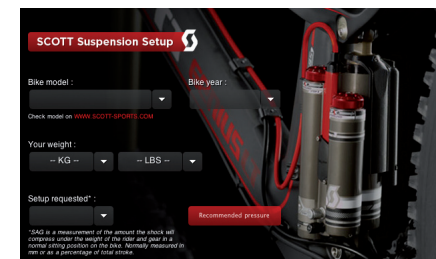 SCOTT Suspension Setup
Bike model :
Bike year :
Check model on WWW.SCOTT-SPORTS.COM
Your weight :
-- KG --
-- LBS --
Setup requested* :
Recommended pressure
*SAG is a measurement of the amount the shock will
compress under the weight of the rider and gear in a
normal sitting position on the bike. Normally measured in
mm or as a percentage of total stroke.